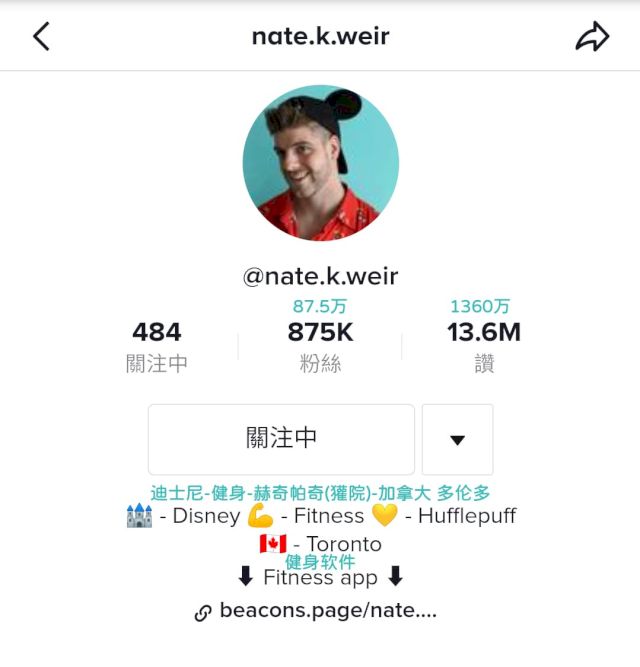 nate.k.weir
@nate.k.weir
87.5万 1360万
484 875K 13.6M
關注中 粉絲 讚
關注中
迪士尼-健身-赫奇帕奇(獾院)-加拿大 多伦多
🏰 - Disney 💪 - Fitness 💛 - Hufflepuff
🇨🇦 - Toronto
健身软件
⬇ Fitness app ⬇
beacons.page/nate....